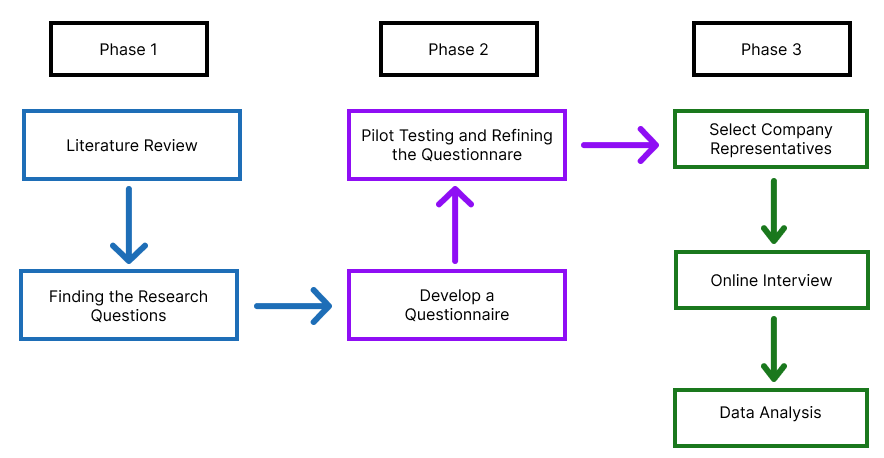 Phase 1
Phase 2
Phase 3
Literature Review
Finding the Research
Questions
Pilot Testing and Refining
the Questionnare
Develop a
Questionnaire
Select Company
Representatives
Online Interview
Data Analysis